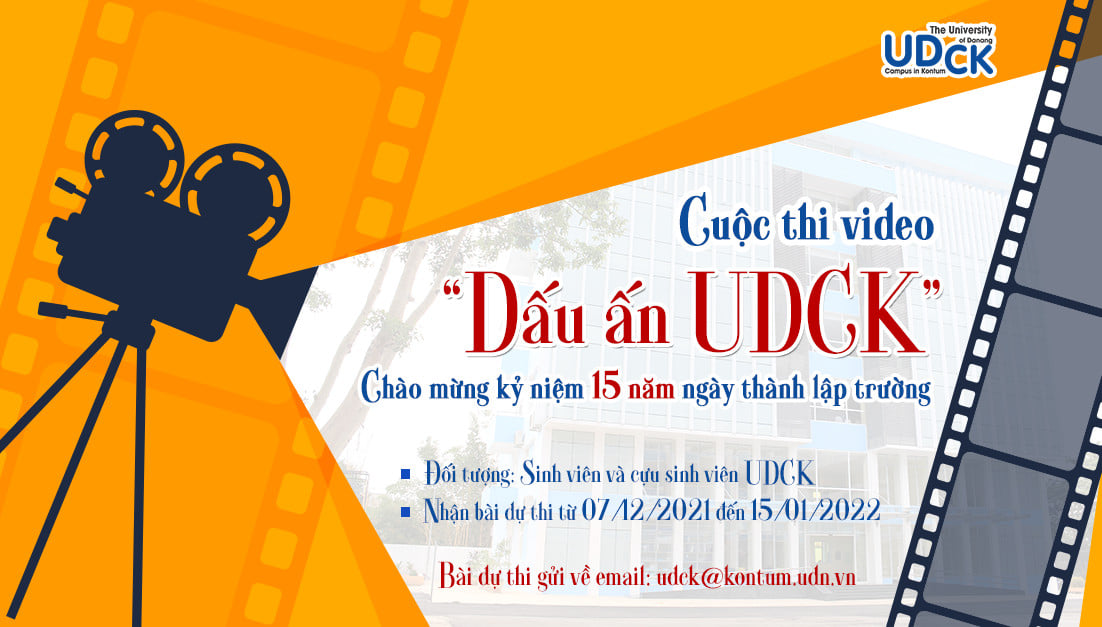 The University
of Danang
UDCK
Campus in Kontum
Cuộc thi video
“Dấu ấn UDCK”
Chào mừng kỷ niệm 15 năm ngày thành lập trường
Đối tượng: Sinh viên và cựu sinh viên UDCK
Nhận bài dự thi từ 07/12/2021 đến 15/01/2022
Bài dự thi gửi về email: udck@kontum.udn.vn